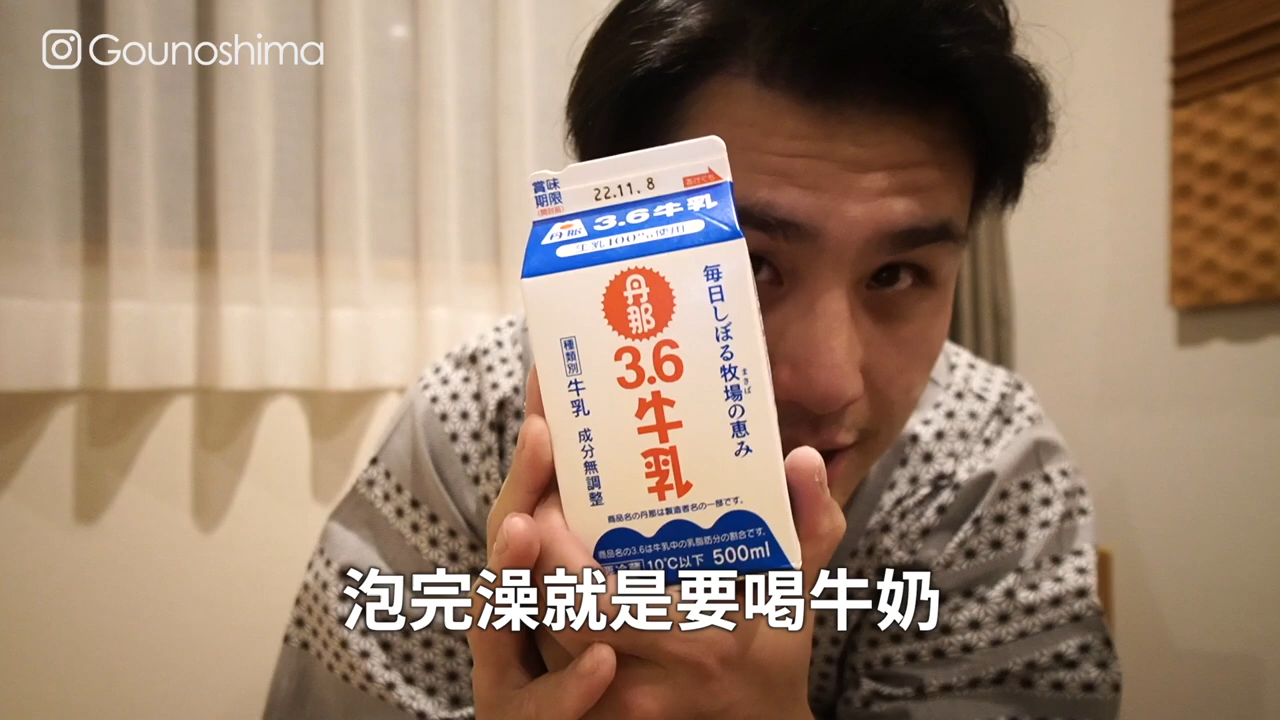 Gounoshima
賞味
期限
(開封前)
22.11.8
あけくち
丹那 3.6牛乳
生乳100%使用
毎日しぼる牧場の恵み
まきば
丹那
3.6
牛乳
種類別 牛乳 成分無調整
商品名の丹那は製造者名の一部です。
商品名の3.6は牛乳中の乳脂肪分の割合です。
10℃以下 500ml
泡完澡就是要喝牛奶